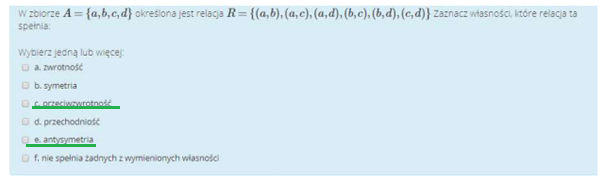 W zbiorze A = {a,b,c,d} określona jest relacja R = {(a,b),(a,c),(a,d),(b,c),(b,d),(c,d)} Zaznacz własności, które relacja ta
spełnia:
Wybierz jedną lub więcej:
a. zwrotność
b. symetria
c. przeciwzwrotność
d. przechodniość
e. antysymetria
f. nie spełnia żadnych z wymienionych własności